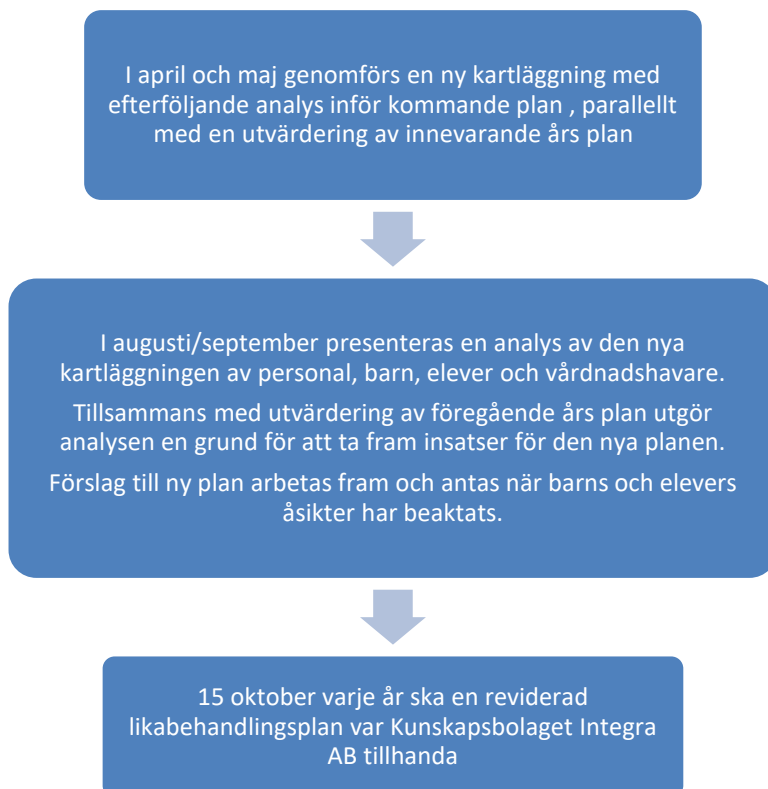 I april och maj genomförs en ny kartläggning med
efterföljande analys inför kommande plan , parallellt
med en utvärdering av innevarande års plan
I augusti/september presenteras en analys av den nya
kartläggningen av personal, barn, elever och vårdnadshavare.
Tillsammans med utvärdering av föregående års plan utgör
analysen en grund för att ta fram insatser för den nya planen.
Förslag till ny plan arbetas fram och antas när barns och elevers
åsikter har beaktats.
15 oktober varje år ska en reviderad
likabehandlingsplan var Kunskapsbolaget Integra
AB tillhanda